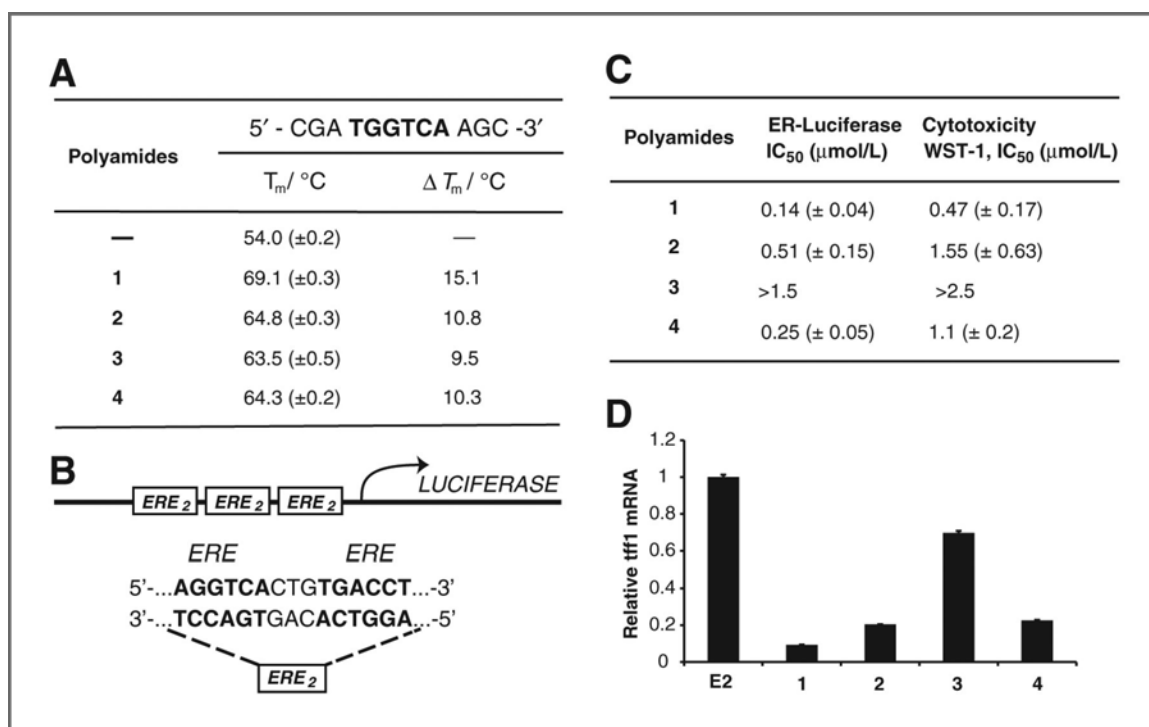 A
Polyamides
5′ - CGA TGGTCA AGC -3′
Tm/ °C Δ Tm/ °C
— 54.0 (±0.2) —
1 69.1 (±0.3) 15.1
2 64.8 (±0.3) 10.8
3 63.5 (±0.5) 9.5
4 64.3 (±0.2) 10.3
B
ERE2 ERE2 ERE2 LUCIFERASE
ERE ERE
5'-...AGGTCACTGTGACCT...-3'
3'-...TCCAGTGACACTGGA...-5'
ERE2
C
Polyamides ER-Luciferase IC50 (μmol/L) Cytotoxicity WST-1, IC50 (μmol/L)
1 0.14 (± 0.04) 0.47 (± 0.17)
2 0.51 (± 0.15) 1.55 (± 0.63)
3 >1.5 >2.5
4 0.25 (± 0.05) 1.1 (± 0.2)
D
Relative tff1 mRNA
1.2
1
0.8
0.6
0.4
0.2
0
E2 1 2 3 4